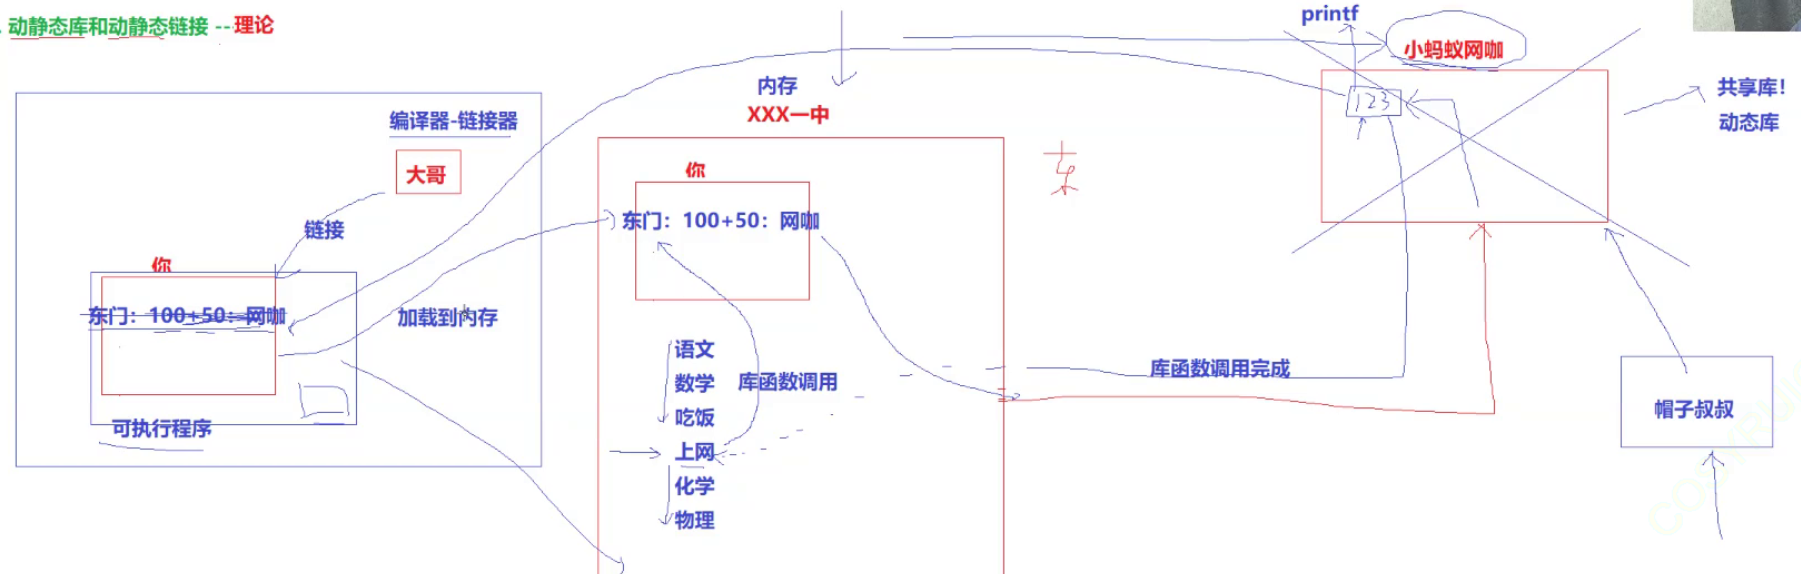 动静态库和动静态链接 --理论
printf
小蚂蚁网咖
共享库!
动态库
123
内存
XXX一中
编译器-链接器
大哥
链接
你
东门：100+50：网咖
可执行程序
加载到内存
你
东门：100+50：网咖
语文
数学
吃饭
上网
化学
物理
库函数调用
库函数调用完成
帽子叔叔